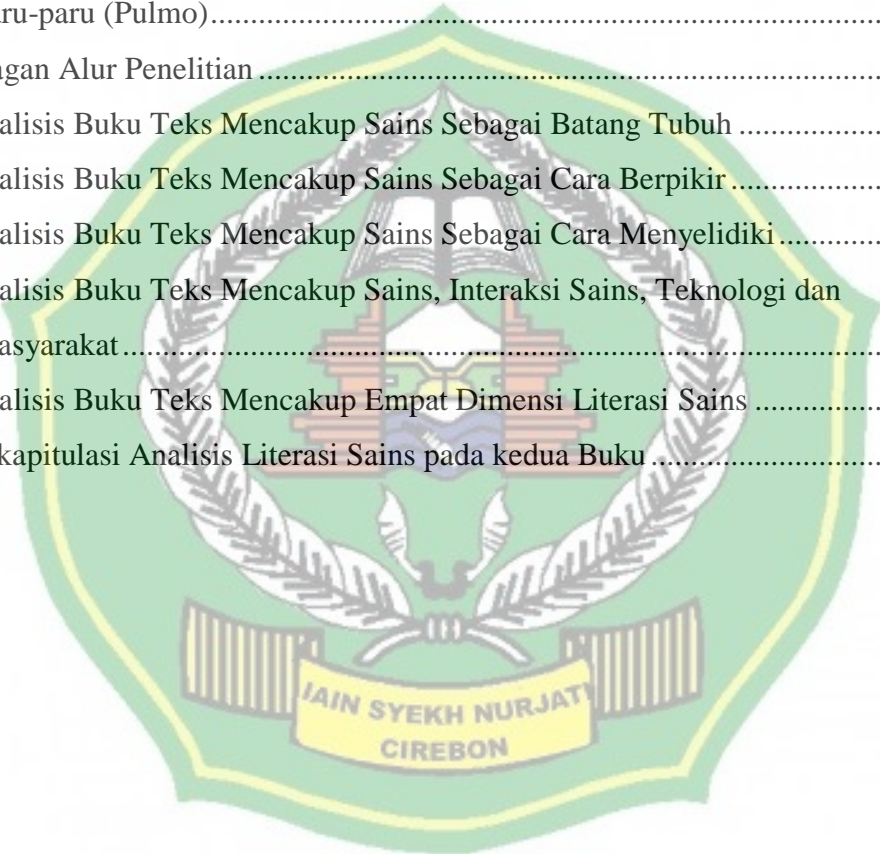 ru-paru (Pulmo)....................................................................................
gan Alur Penelitian..............................................................................
alisis Buku Teks Mencakup Sains Sebagai Batang Tubuh..................
alisis Buku Teks Mencakup Sains Sebagai Cara Berpikir...................
alisis Buku Teks Mencakup Sains Sebagai Cara Menyelidiki.............
alisis Buku Teks Mencakup Sains, Interaksi Sains, Teknologi dan
asyarakat...............................................................................................
alisis Buku Teks Mencakup Empat Dimensi Literasi Sains................
kapitulasi Analisis Literasi Sains pada kedua Buku.............................
IAIN SYEKH NURJATI
CIREBON